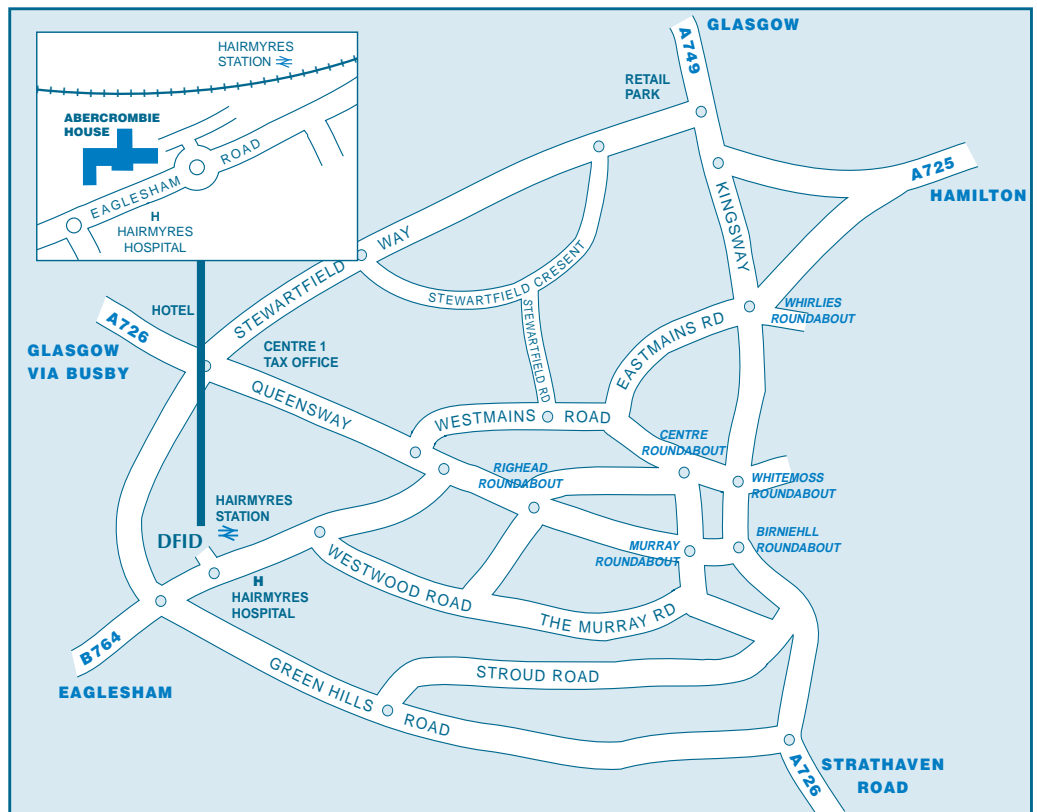 GLASGOW
A749
HAIRMYRES
STATION
RETAIL
PARK
ABERCROMBIE
HOUSE
EAGLESHAM ROAD
H
HAIRMYRES
HOSPITAL
A725
HAMILTON
KINGSWAY
STEWARTFIELD WAY
STEWARTFIELD CRESENT
STEWARTFIELD RD
HOTEL
A726
GLASGOW
VIA BUSBY
CENTRE 1
TAX OFFICE
WHIRLIES
ROUNDABOUT
EASTMAINS RD
QUEENSWAY
WESTMAINS ROAD
CENTRE
ROUNDABOUT
RIGHEAD
ROUNDABOUT
WHITEMOSS
ROUNDABOUT
HAIRMYRES
STATION
DFID
MURRAY
ROUNDABOUT
BIRNIEHLL
ROUNDABOUT
H
HAIRMYRES
HOSPITAL
WESTWOOD ROAD
THE MURRAY RD
B764
EAGLESHAM
GREEN HILLS ROAD
STROUD ROAD
A726
STRATHAVEN
ROAD